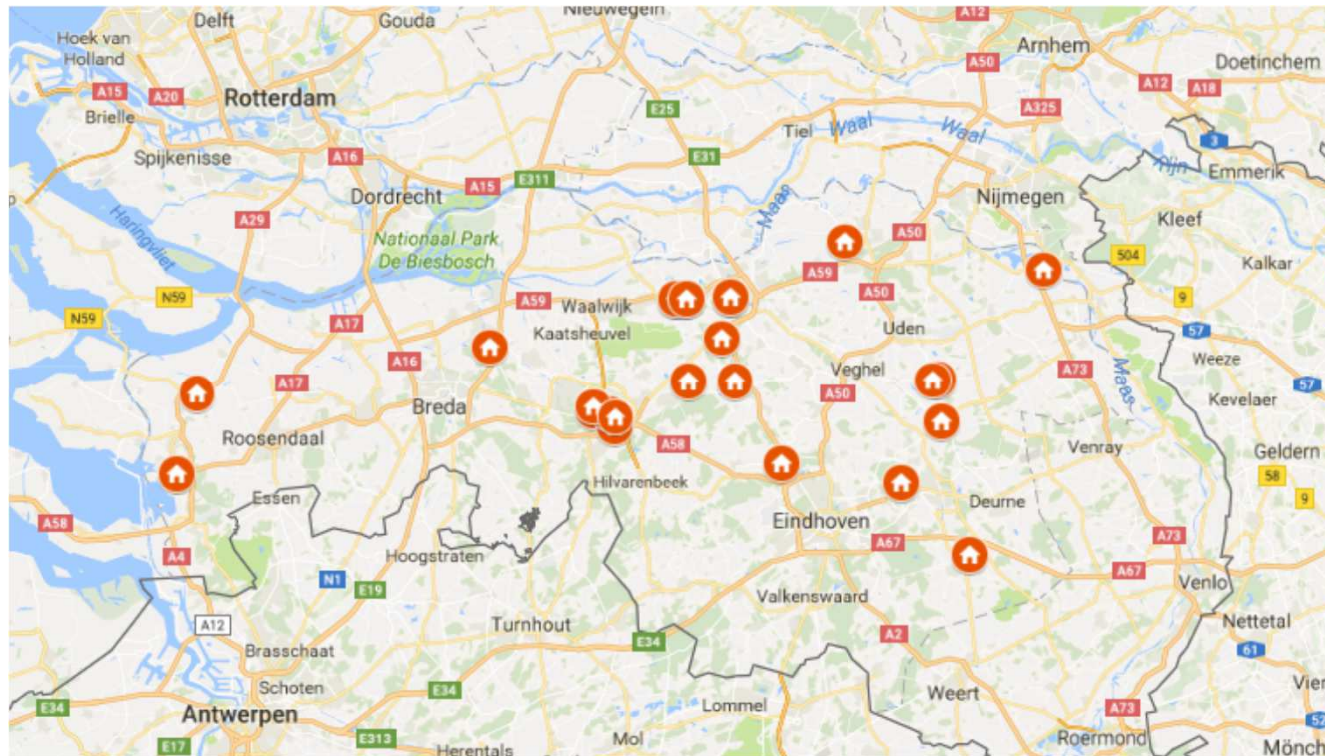 Delft
Gouda
Nieuwegein
A12
Arnhem
Hoek van
Holland
A50
Doetinchem
A15
A20
Rotterdam
A12
A18
Brielle
E25
A325
Tiel
Waal
Waal
3
Spijkenisse
A16
E31
Rijn
Emmerik
A15
E311
Dordrecht
Maas
Nijmegen
Kleef
A29
Haringvliet
Nationaal Park
De Biesbosch
A50
504
Kalkar
A59
N59
A59
Waalwijk
A50
9
N59
A17
Kaatsheuvel
Uden
57
A16
Weeze
Veghel
A73
Maas
57
A17
A50
Kevelaer
Breda
Roosendaal
A58
Venray
Geldern
Hilvarenbeek
58
Essen
Deurne
9
A58
Eindhoven
A73
A4
Hoogstraten
A67
N1
A67
E19
Venlo
Valkenswaard
A12
Turnhout
Nettetal
A2
E34
Brasschaat
61
Schoten
E34
Weert
Vier
E34
Lommel
A73
Antwerpen
52
E17
E313
Mol
Roermond
Herentals
Mönch